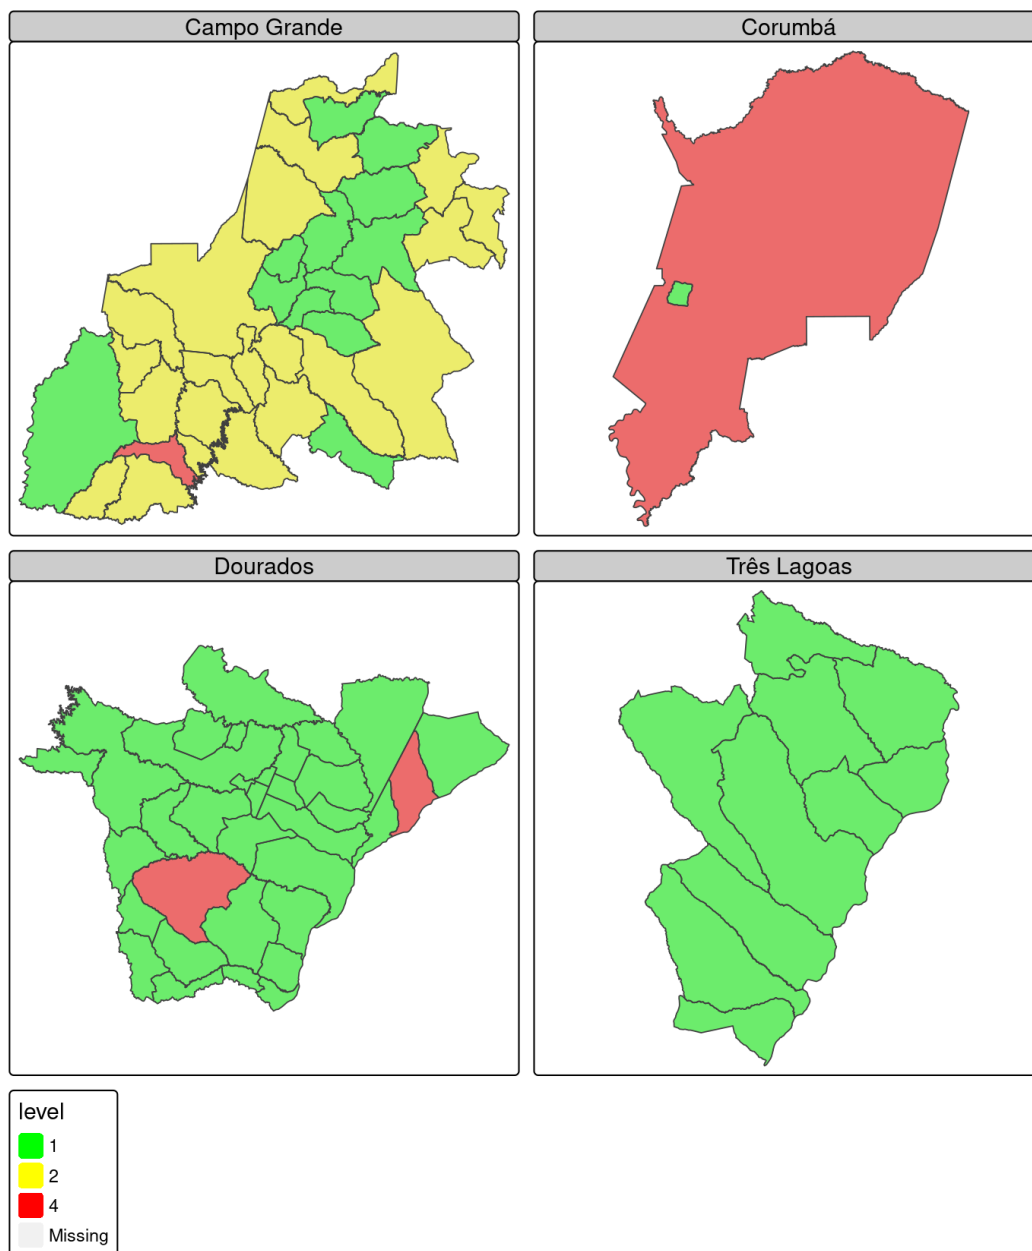 Campo Grande
Corumbá
Dourados
Três Lagoas
level
1
2
4
Missing